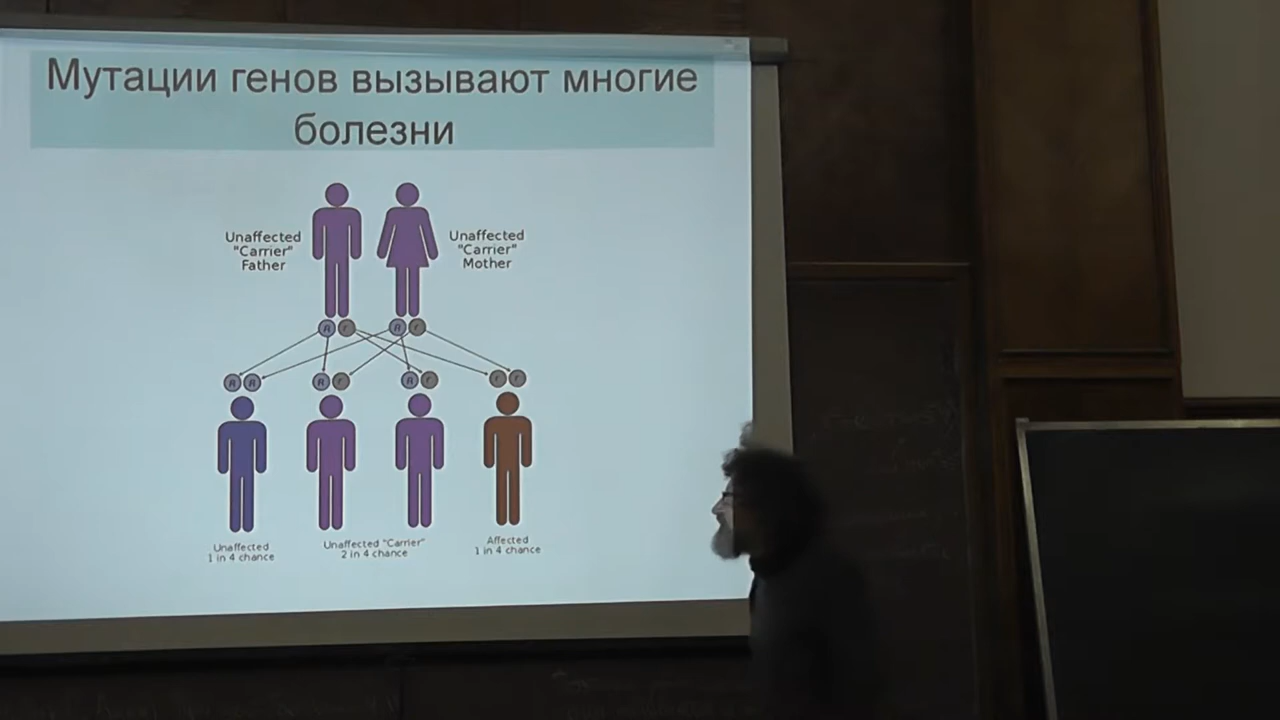 Мутации генов вызывают многие
болезни
Unaffected
"Carrier"
Father
Unaffected
"Carrier"
Mother
R r R r
R R R r R r r r
Unaffected
1 in 4 chance
Unaffected "Carrier"
2 in 4 chance
Affected
1 in 4 chance